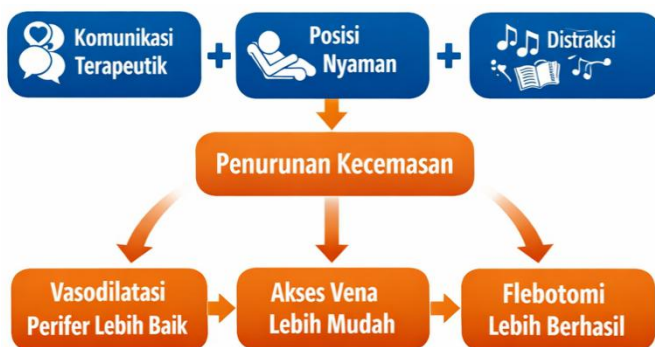 Komunikasi
Terapeutik
+
Posisi
Nyaman
+
Distraksi
Penurunan Kecemasan
Vasodilatasi
Perifer Lebih Baik
Akses Vena
Lebih Mudah
Flebotomi
Lebih Berhasil